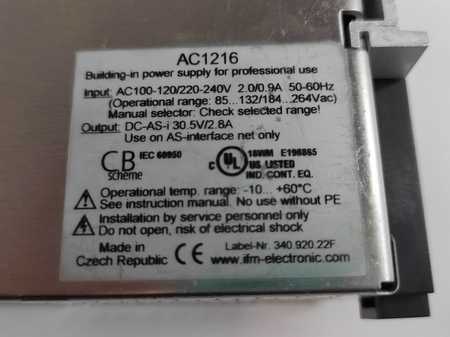 AC1216
Building-in power supply for professional use
Input: AC100-120/220-240V 2.0/0.9A 50-60Hz
(Operational range: 85...132/184...264Vac)
Manual selector: Check selected range!
Output: DC-AS-i 30.5V/2.8A
Use on AS-interface net only
CB
scheme
IEC 60950
C UL US
18WM E196865
LISTED
IND. CONT. EQ.
Operational temp. range: -10... +60°C
See instruction manual. No use without PE
Installation by service personnel only
Do not open, risk of electrical shock
Made in
Czech Republic
CE
Label-Nr. 340.920.22F
www.ifm-electronic.com